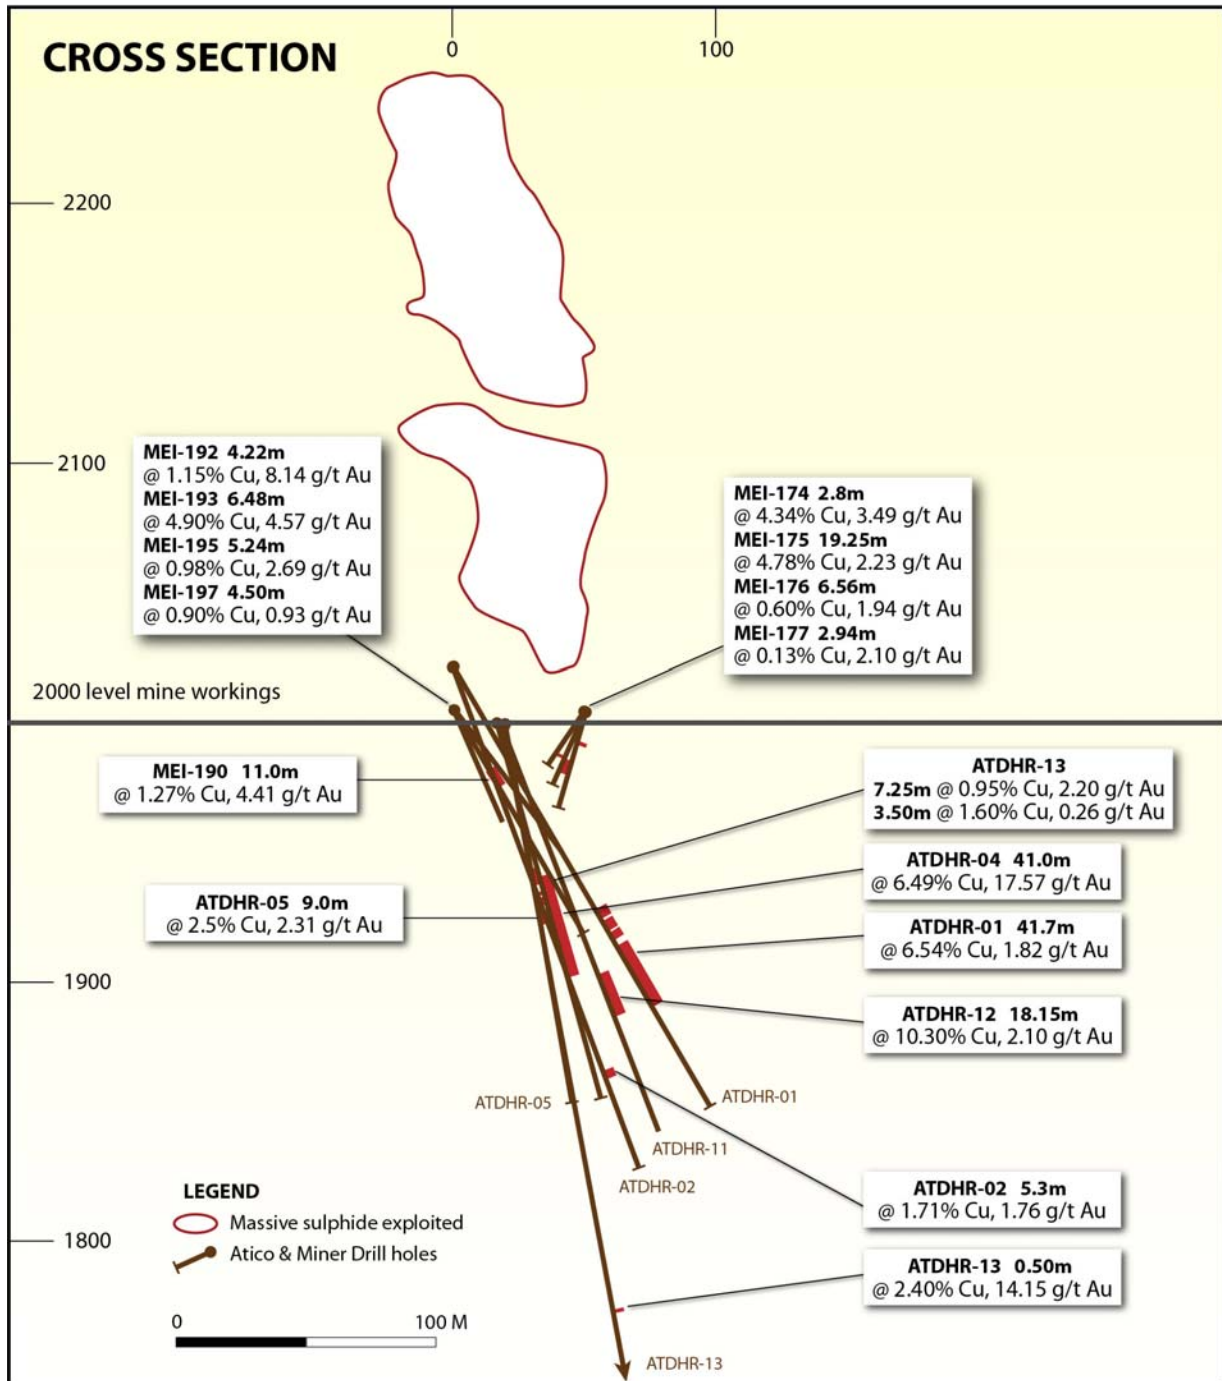 CROSS SECTION
0
100
2200
2100
MEI-192 4.22m
@ 1.15% Cu, 8.14 g/t Au
MEI-193 6.48m
@ 4.90% Cu, 4.57 g/t Au
MEI-195 5.24m
@ 0.98% Cu, 2.69 g/t Au
MEI-197 4.50m
@ 0.90% Cu, 0.93 g/t Au
MEI-174 2.8m
@ 4.34% Cu, 3.49 g/t Au
MEI-175 19.25m
@ 4.78% Cu, 2.23 g/t Au
MEI-176 6.56m
@ 0.60% Cu, 1.94 g/t Au
MEI-177 2.94m
@ 0.13% Cu, 2.10 g/t Au
2000 level mine workings
MEI-190 11.0m
@ 1.27% Cu, 4.41 g/t Au
ATDHR-13
7.25m @ 0.95% Cu, 2.20 g/t Au
3.50m @ 1.60% Cu, 0.26 g/t Au
ATDHR-04 41.0m
@ 6.49% Cu, 17.57 g/t Au
ATDHR-05 9.0m
@ 2.5% Cu, 2.31 g/t Au
ATDHR-01 41.7m
@ 6.54% Cu, 1.82 g/t Au
1900
ATDHR-12 18.15m
@ 10.30% Cu, 2.10 g/t Au
ATDHR-05
ATDHR-01
ATDHR-11
ATDHR-02
ATDHR-02 5.3m
@ 1.71% Cu, 1.76 g/t Au
LEGEND
Massive sulphide exploited
Atico & Miner Drill holes
1800
ATDHR-13 0.50m
@ 2.40% Cu, 14.15 g/t Au
0
100 M
ATDHR-13